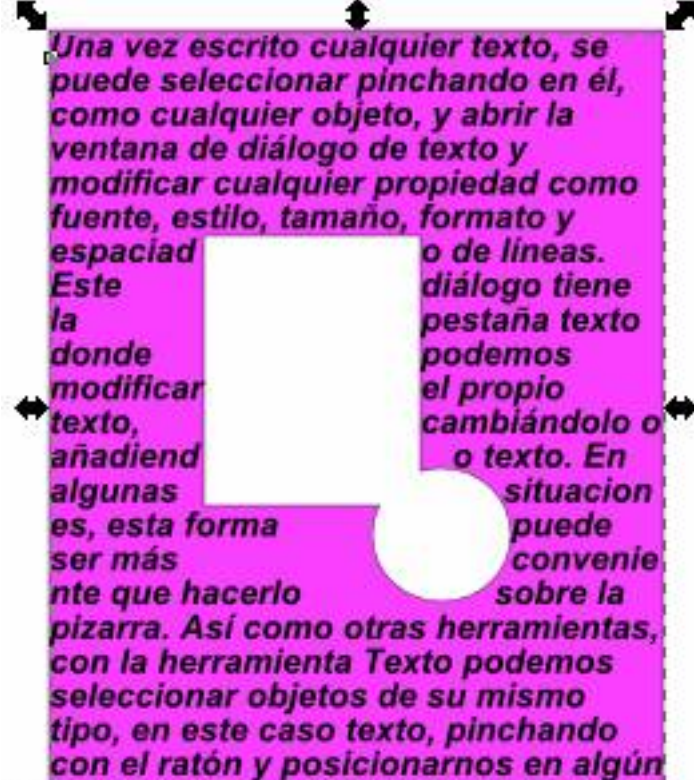 Una vez escrito cualquier texto, se
puede seleccionar pinchando en él,
como cualquier objeto, y abrir la
ventana de diálogo de texto y
modificar cualquier propiedad como
fuente, estilo, tamaño, formato y
espaciad o de líneas.
Este diálogo tiene
la pestaña texto
donde podemos
modificar el propio
texto, cambiándolo o
añadiend o texto. En
algunas situacion
es, esta forma puede
ser más convenie
nte que hacerlo sobre la
pizarra. Así como otras herramientas,
con la herramienta Texto podemos
seleccionar objetos de su mismo
tipo, en este caso texto, pinchando
con el ratón y posicionarnos en algún